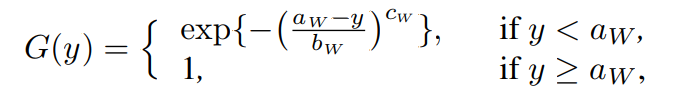 G(y) = { exp{−((a_W − y)/b_W)^{c_W}}, if y < a_W,
1, if y ≥ a_W,